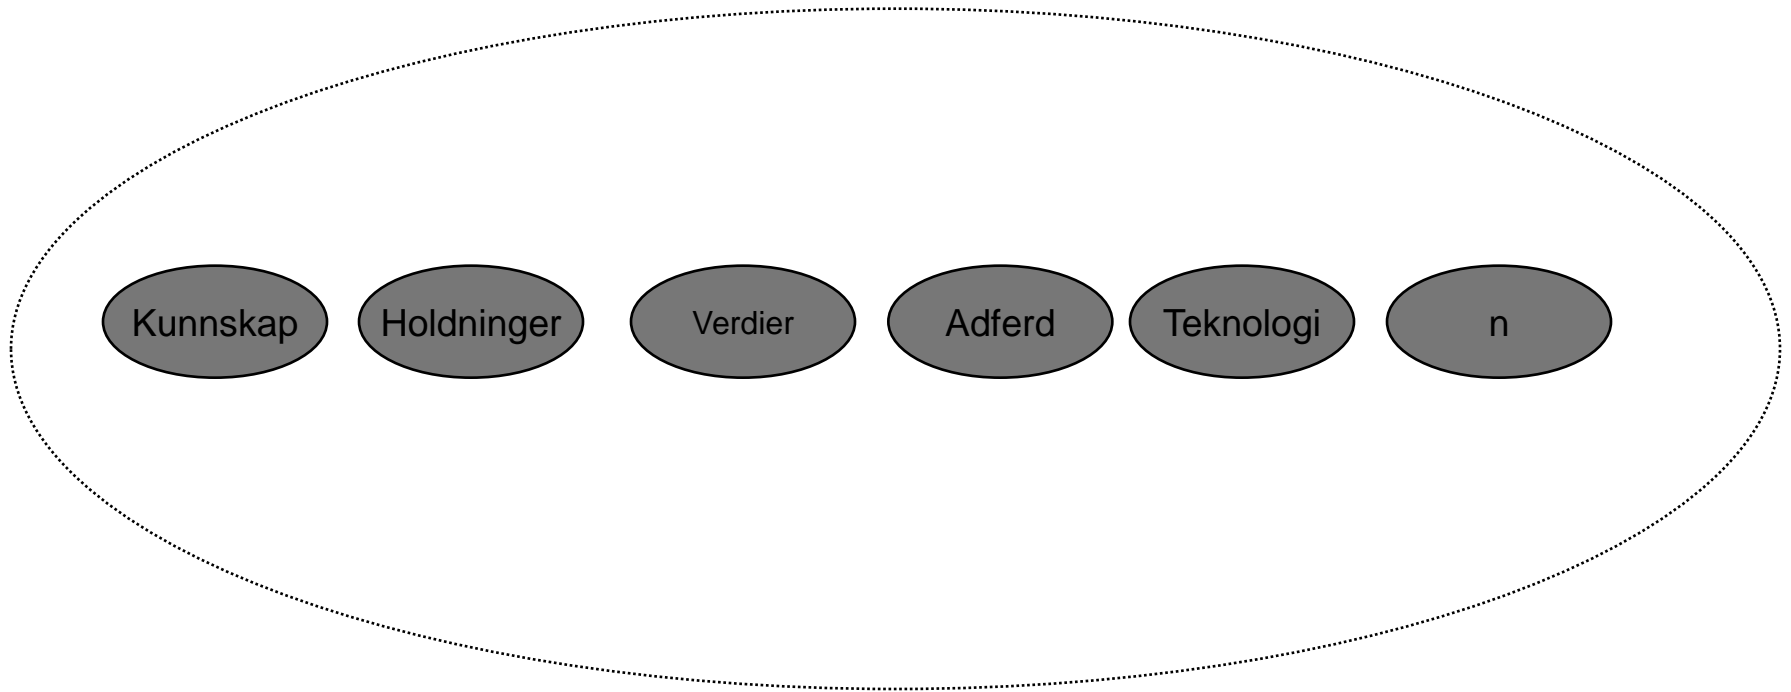 Kunnskap
Holdninger
Verdier
Adferd
Teknologi
n